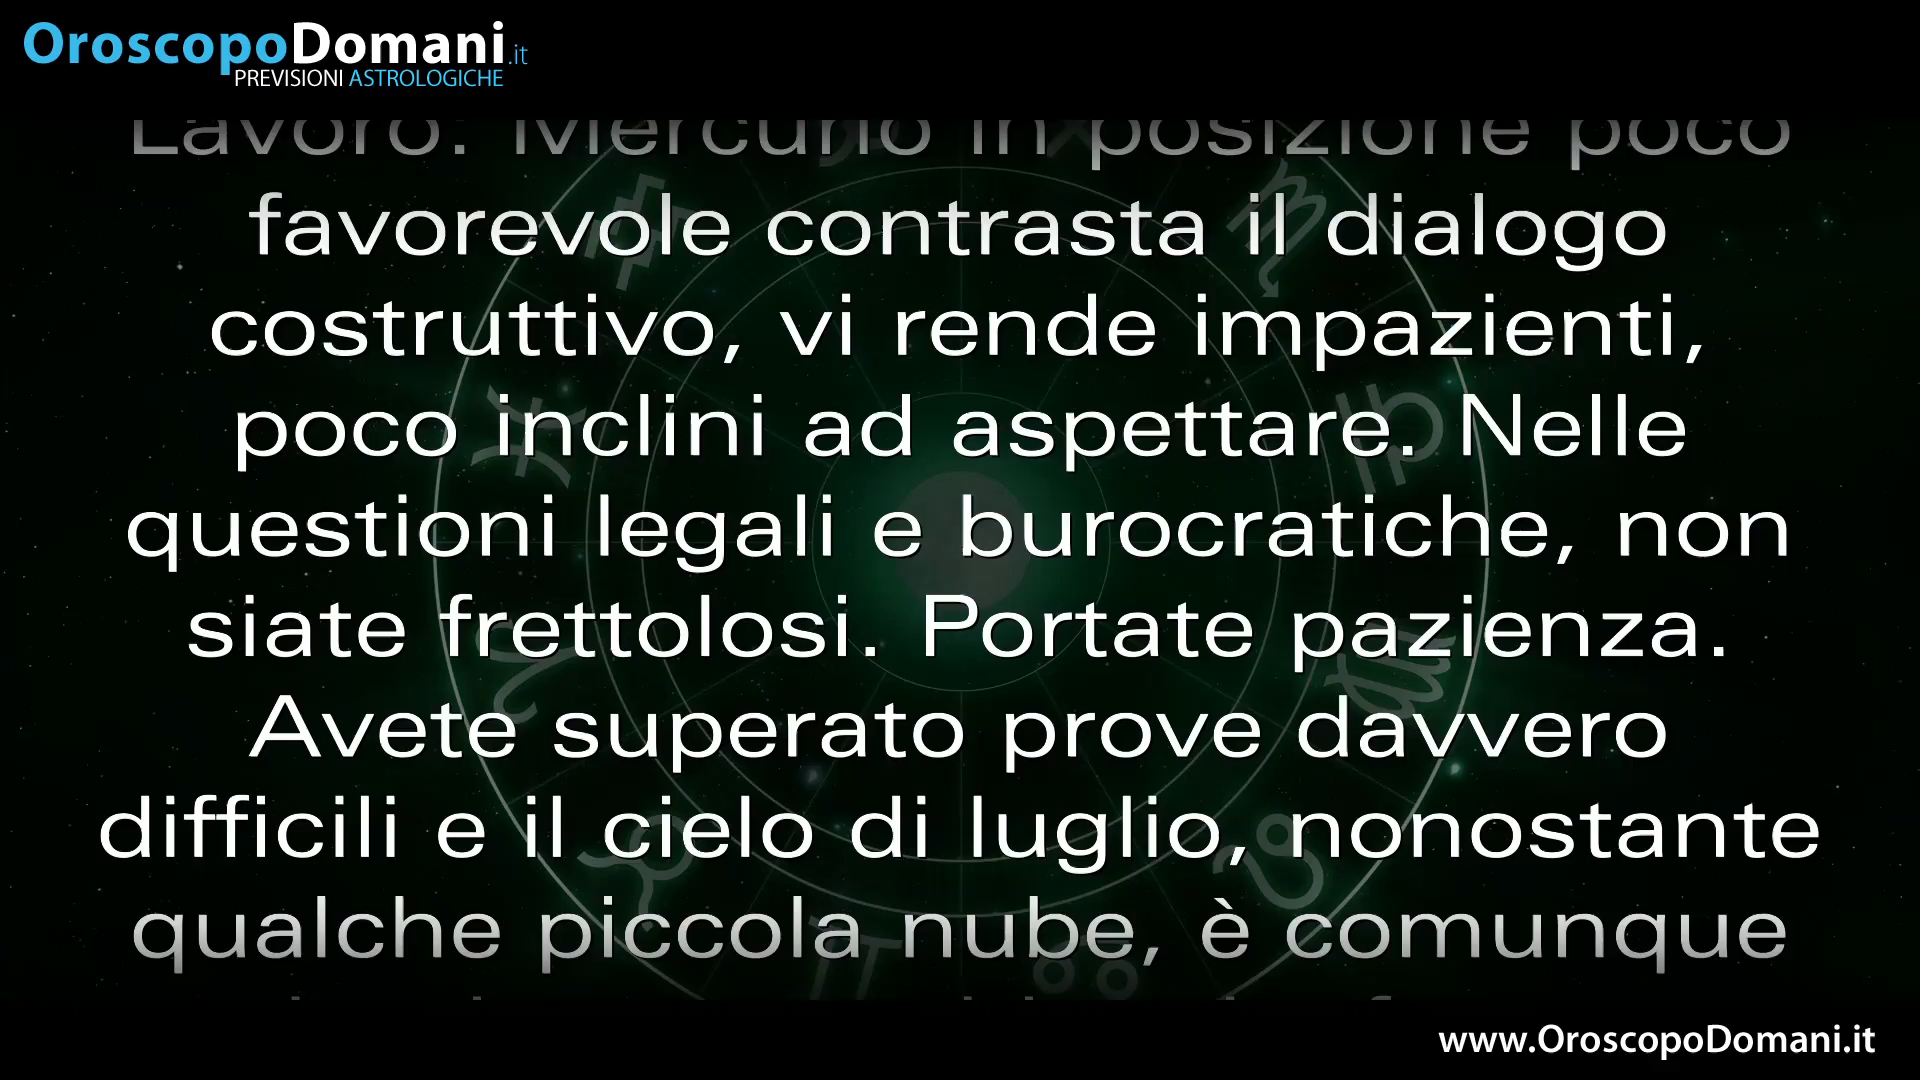 OroscopoDomani.it
PREVISIONI ASTROLOGICHE
Lavoro: Mercurio in posizione poco
favorevole contrasta il dialogo
costruttivo, vi rende impazienti,
poco inclini ad aspettare. Nelle
questioni legali e burocratiche, non
siate frettolosi. Portate pazienza.
Avete superato prove davvero
difficili e il cielo di luglio, nonostante
qualche piccola nube, è comunque
www.OroscopoDomani.it